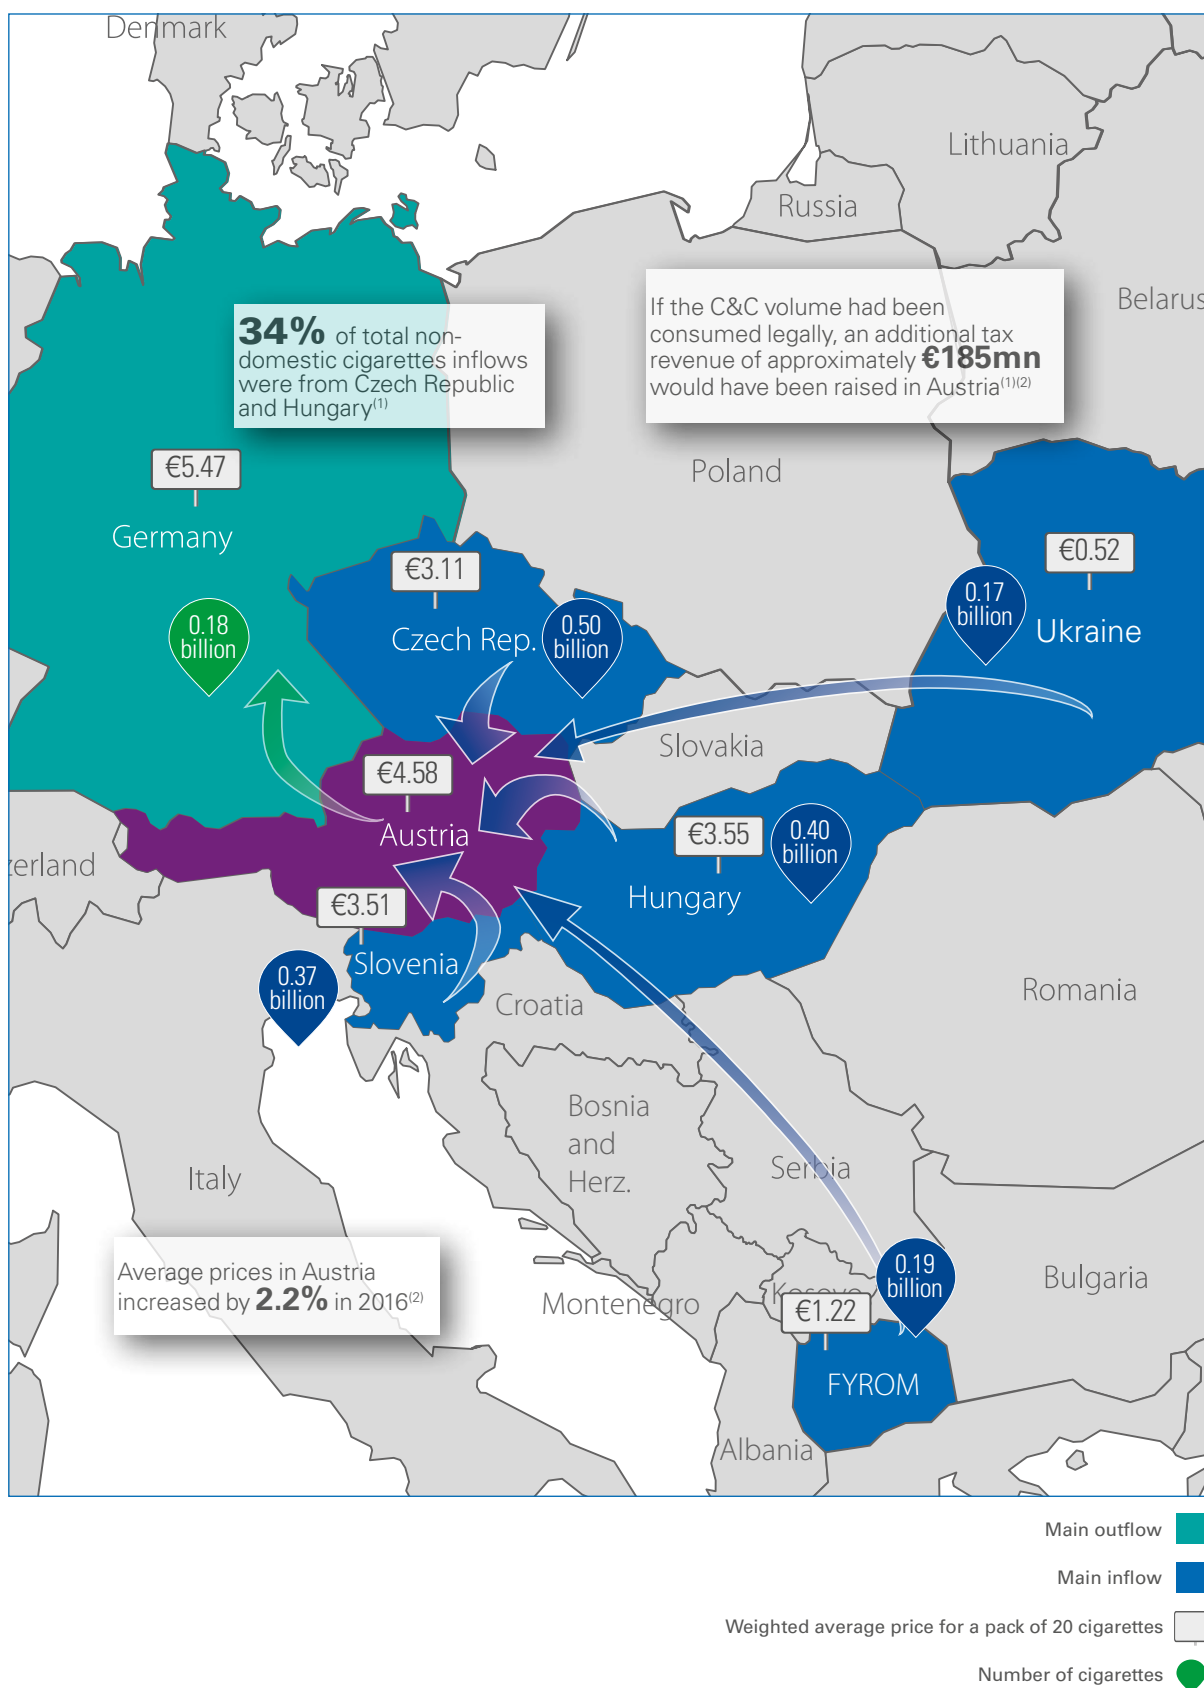 Denmark
Lithuania
Russia
Belarus
34% of total non-
domestic cigarettes inflows
were from Czech Republic
and Hungary(1)
If the C&C volume had been
consumed legally, an additional tax
revenue of approximately €185mn
would have been raised in Austria(1)(2)
Poland
€5.47
Germany
€3.11
Czech Rep.
0.50
billion
0.18
billion
€0.52
0.17
billion
Ukraine
Slovakia
€4.58
Austria
€3.55
0.40
billion
Hungary
zerland
€3.51
Slovenia
0.37
billion
Croatia
Romania
Bosnia
and
Herz.
Serbia
Italy
Average prices in Austria
increased by 2.2% in 2016(2)
Montenegro
Kosovo
0.19
billion
€1.22
Bulgaria
FYROM
Albania
Main outflow
Main inflow
Weighted average price for a pack of 20 cigarettes
Number of cigarettes